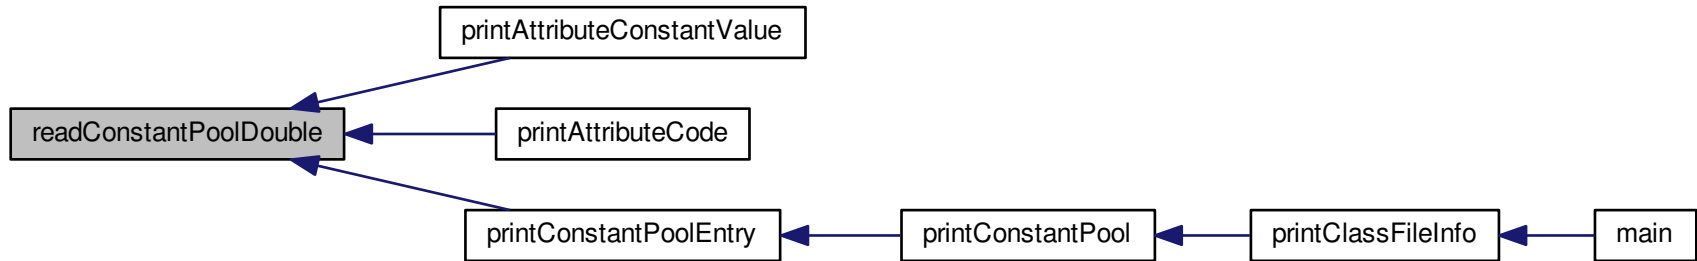 printAttributeConstantValue
readConstantPoolDouble
printAttributeCode
printConstantPoolEntry
printConstantPool
printClassFileInfo
main